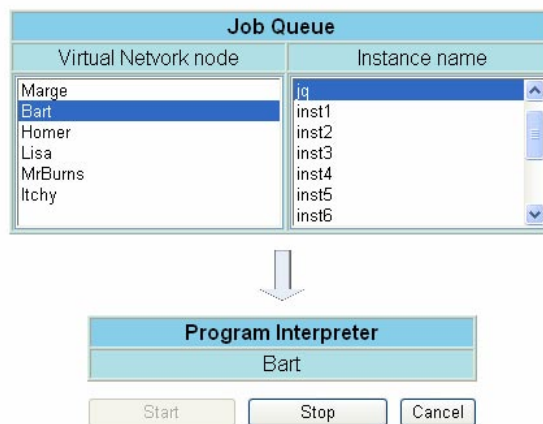 Job Queue
Virtual Network node
Instance name
Marge
Bart
Homer
Lisa
MrBurns
Itchy
jq
inst1
inst2
inst3
inst4
inst5
inst6
Program Interpreter
Bart
Start
Stop
Cancel